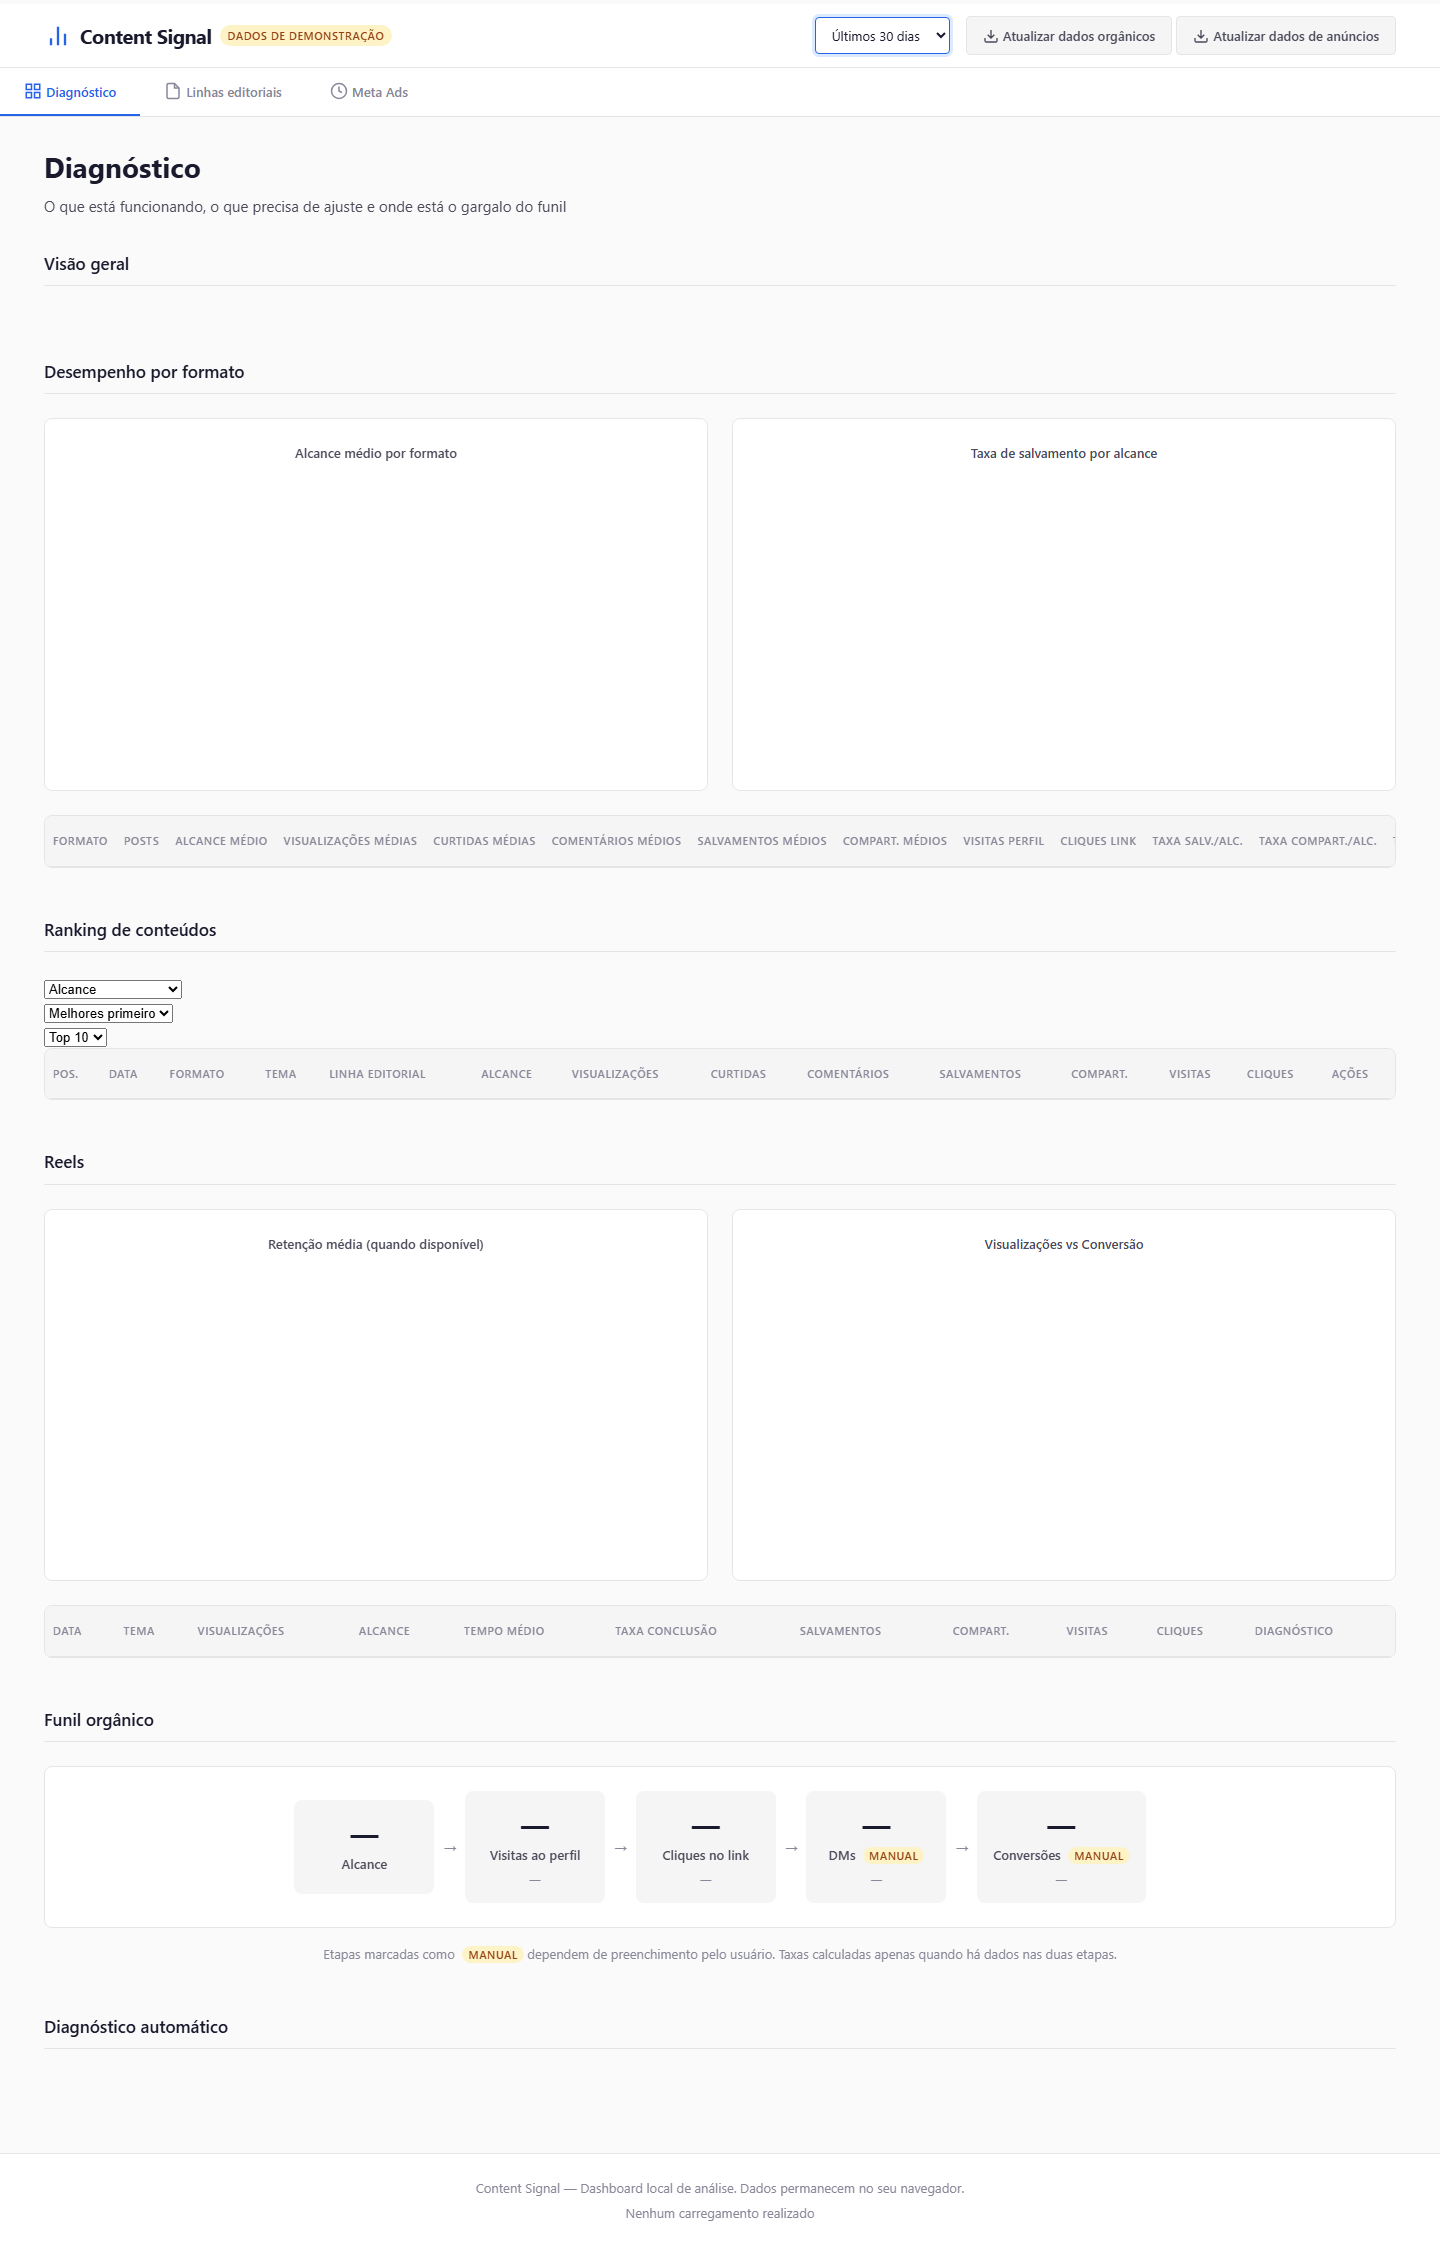 Content Signal DADOS DE DEMONSTRAÇÃO Últimos 30 dias Atualizar dados orgânicos Atualizar dados de anúncios
Diagnóstico Linhas editoriais Meta Ads
Diagnóstico
O que está funcionando, o que precisa de ajuste e onde está o gargalo do funil
Visão geral
Desempenho por formato
Alcance médio por formato Taxa de salvamento por alcance
FORMATO POSTS ALCANCE MÉDIO VISUALIZAÇÕES MÉDIAS CURTIDAS MÉDIAS COMENTÁRIOS MÉDIOS SALVAMENTOS MÉDIOS COMPART. MÉDIOS VISITAS PERFIL CLIQUES LINK TAXA SALV./ALC. TAXA COMPART./ALC.
Ranking de conteúdos
Alcance
Melhores primeiro
Top 10
POS. DATA FORMATO TEMA LINHA EDITORIAL ALCANCE VISUALIZAÇÕES CURTIDAS COMENTÁRIOS SALVAMENTOS COMPART. VISITAS CLIQUES AÇÕES
Reels
Retenção média (quando disponível) Visualizações vs Conversão
DATA TEMA VISUALIZAÇÕES ALCANCE TEMPO MÉDIO TAXA CONCLUSÃO SALVAMENTOS COMPART. VISITAS CLIQUES DIAGNÓSTICO
Funil orgânico
— — — — —
Alcance → Visitas ao perfil → Cliques no link → DMs MANUAL → Conversões MANUAL
— — — —
Etapas marcadas como MANUAL dependem de preenchimento pelo usuário. Taxas calculadas apenas quando há dados nas duas etapas.
Diagnóstico automático
Content Signal — Dashboard local de análise. Dados permanecem no seu navegador.
Nenhum carregamento realizado